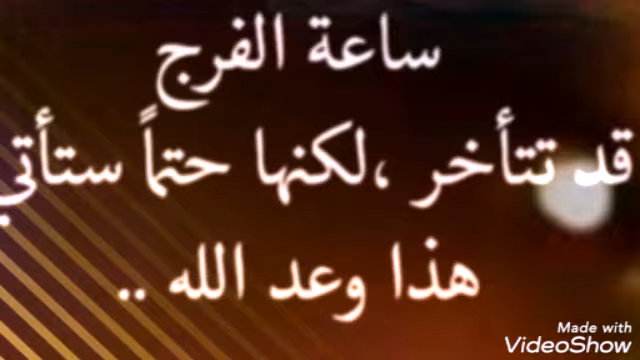 ساعة الفرج
قد تتأخر ،لكنها حتماً ستأتي
هذا وعد الله ..
Made with
VideoShow